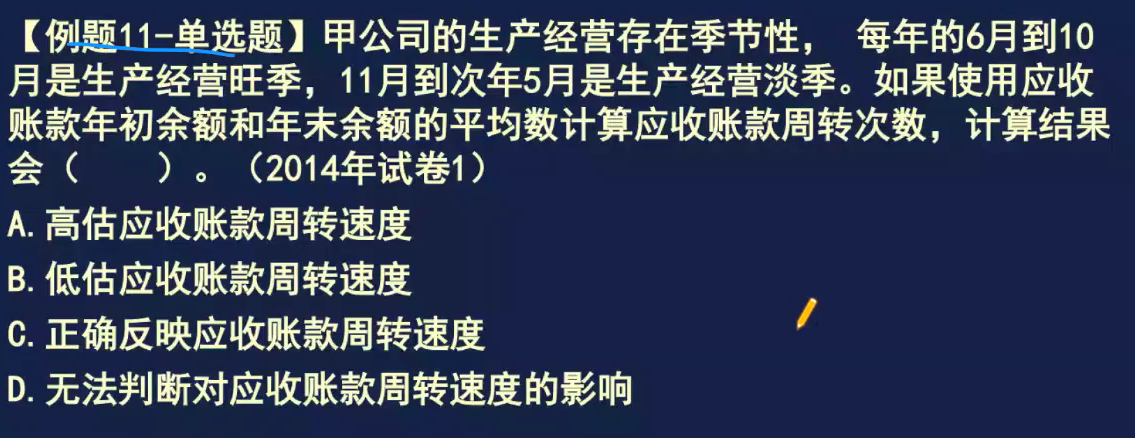 【例题11-单选题】甲公司的生产经营存在季节性， 每年的6月到10
月是生产经营旺季，11月到次年5月是生产经营淡季。如果使用应收
账款年初余额和年末余额的平均数计算应收账款周转次数，计算结果
会（　　）。（2014年试卷1）
A.高估应收账款周转速度
B.低估应收账款周转速度
C.正确反映应收账款周转速度
D.无法判断对应收账款周转速度的影响